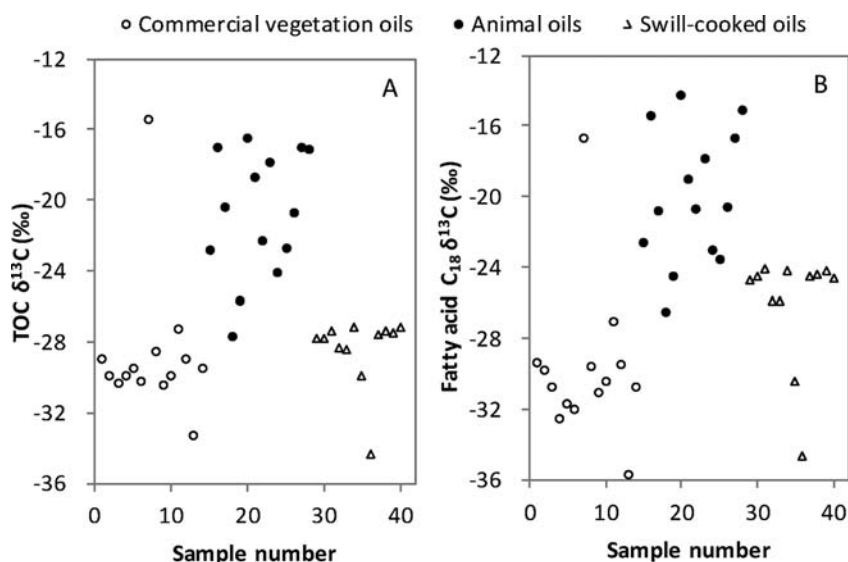 Commercial vegetation oils Animal oils Swill-cooked oils
A
-12
-16
-20
-24
-28
-32
-36
TOC δ¹³C (‰)
0 10 20 30 40
Sample number
B
-12
-16
-20
-24
-28
-32
-36
Fatty acid C₁₈ δ¹³C (‰)
0 10 20 30 40
Sample number